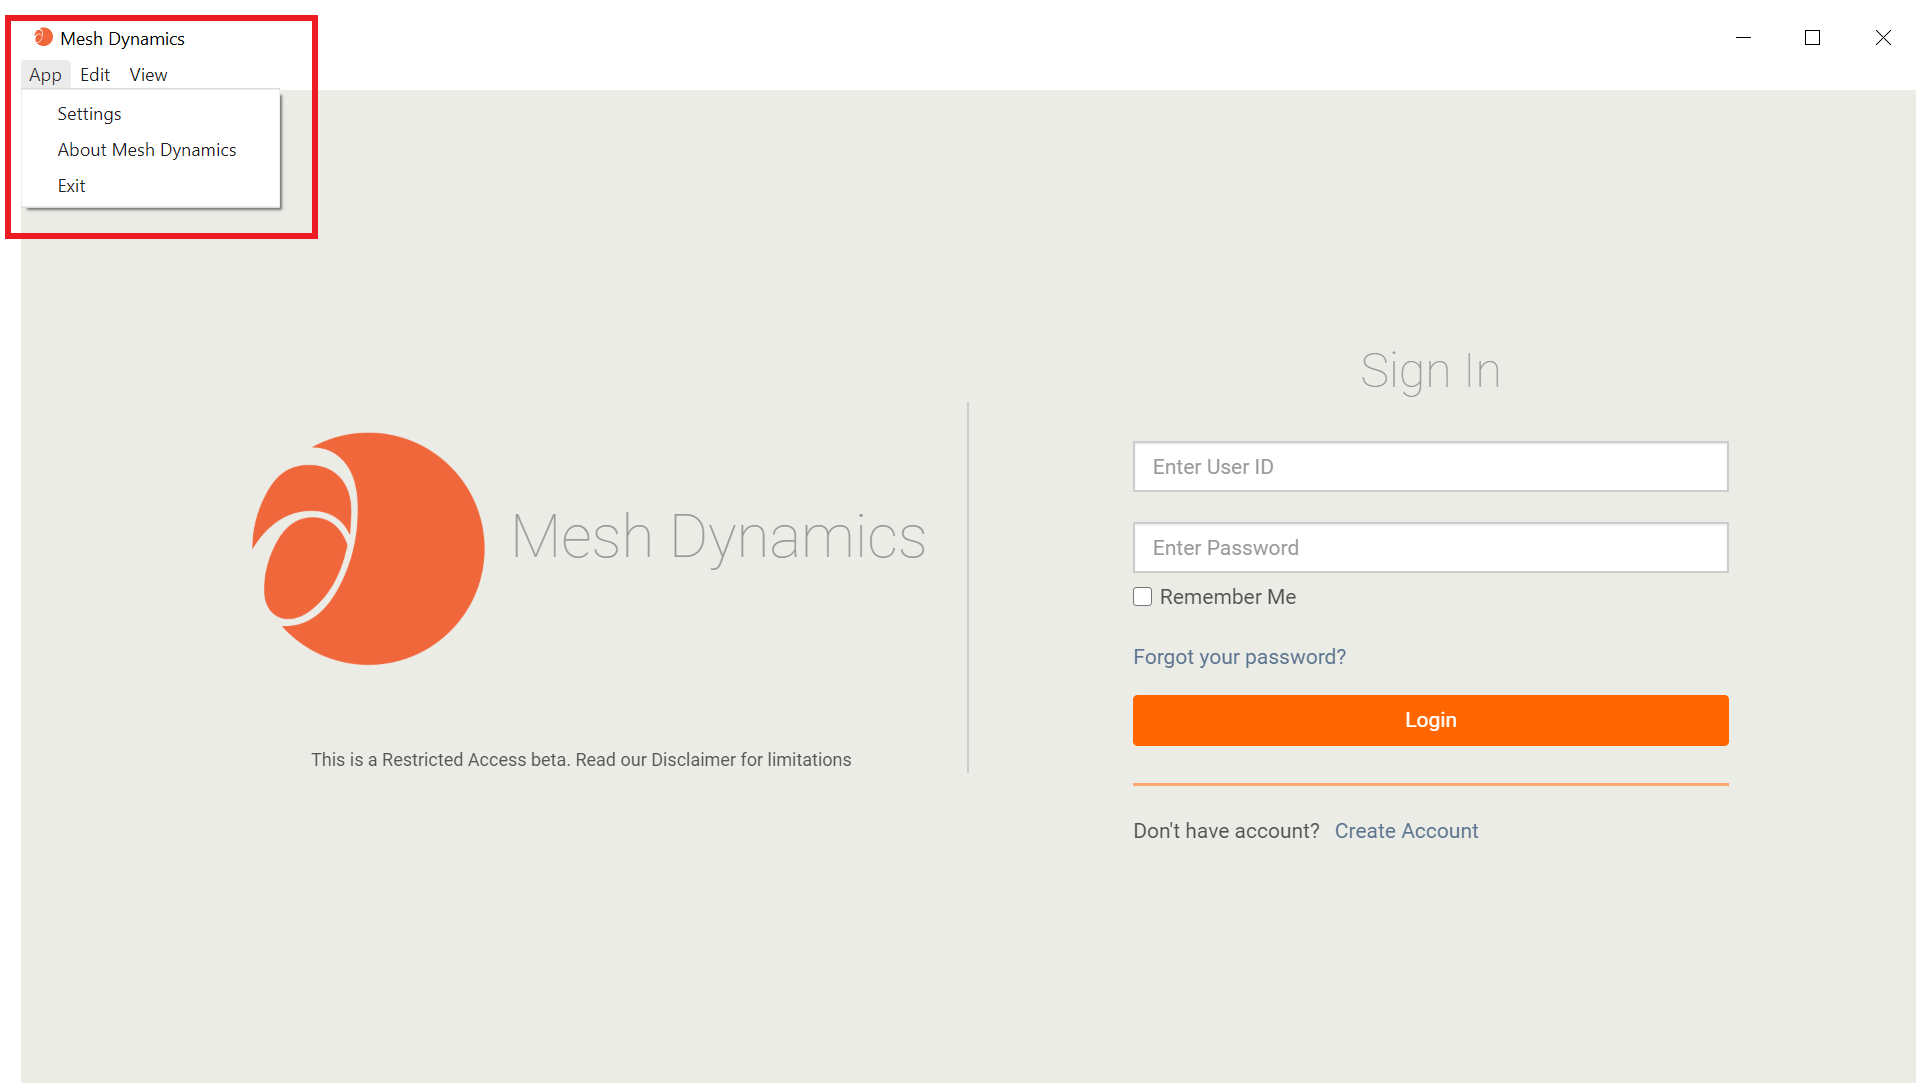 Mesh Dynamics
App Edit View
Settings
About Mesh Dynamics
Exit
Mesh Dynamics
This is a Restricted Access beta. Read our Disclaimer for limitations
Sign In
Enter User ID
Enter Password
Remember Me
Forgot your password?
Login
Don't have account? Create Account